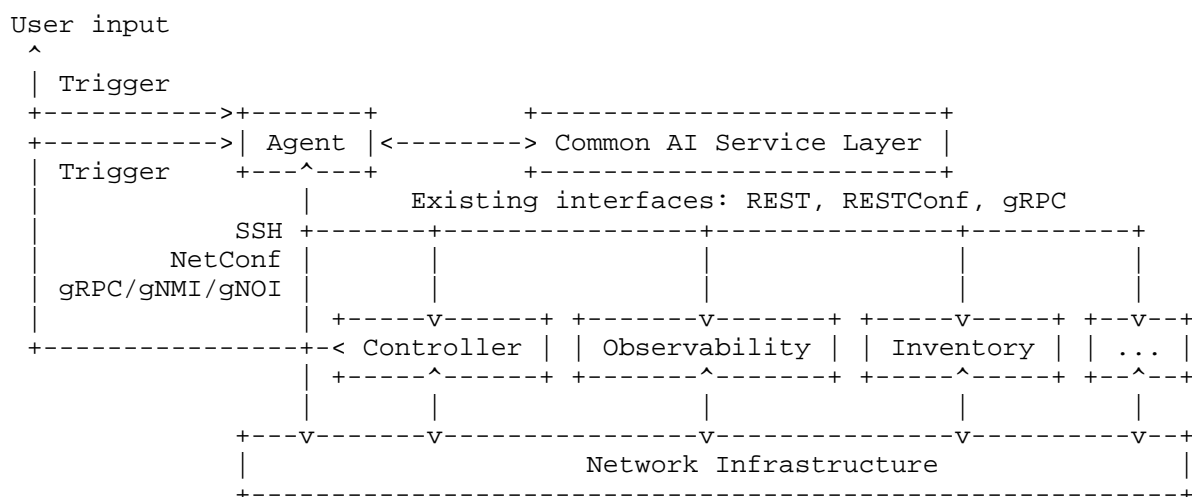 User input
Trigger
Agent
Common AI Service Layer
Trigger
Existing interfaces: REST, RESTConf, gRPC
SSH
NetConf
gRPC/gNMI/gNOI
Controller
Observability
Inventory
...
Network Infrastructure